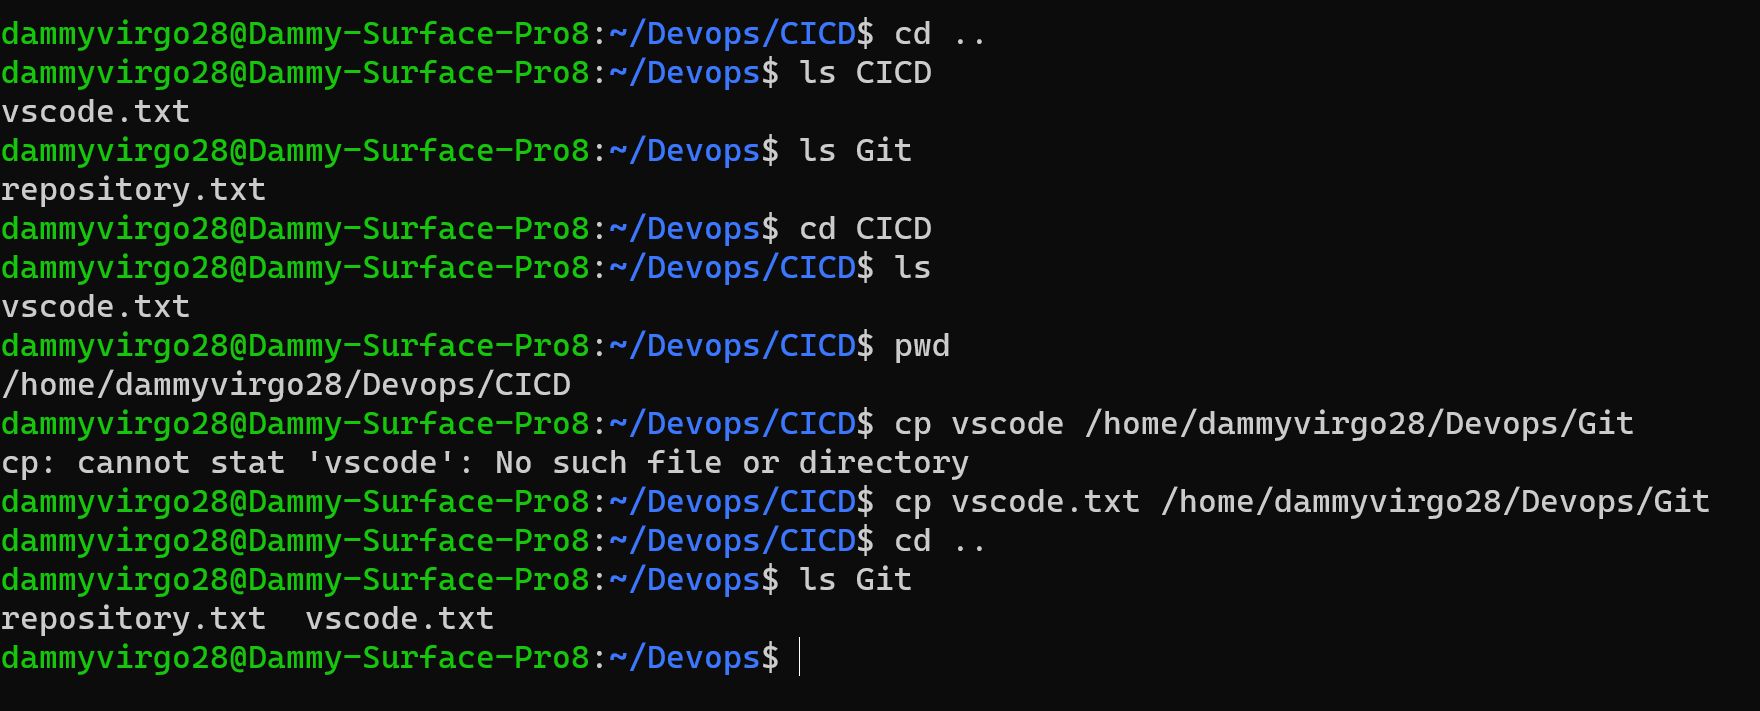 dammyvirgo28@Dammy-Surface-Pro8:~/Devops/CICD$ cd ..
dammyvirgo28@Dammy-Surface-Pro8:~/Devops$ ls CICD
vscode.txt
dammyvirgo28@Dammy-Surface-Pro8:~/Devops$ ls Git
repository.txt
dammyvirgo28@Dammy-Surface-Pro8:~/Devops$ cd CICD
dammyvirgo28@Dammy-Surface-Pro8:~/Devops/CICD$ ls
vscode.txt
dammyvirgo28@Dammy-Surface-Pro8:~/Devops/CICD$ pwd
/home/dammyvirgo28/Devops/CICD
dammyvirgo28@Dammy-Surface-Pro8:~/Devops/CICD$ cp vscode /home/dammyvirgo28/Devops/Git
cp: cannot stat 'vscode': No such file or directory
dammyvirgo28@Dammy-Surface-Pro8:~/Devops/CICD$ cp vscode.txt /home/dammyvirgo28/Devops/Git
dammyvirgo28@Dammy-Surface-Pro8:~/Devops/CICD$ cd ..
dammyvirgo28@Dammy-Surface-Pro8:~/Devops$ ls Git
repository.txt  vscode.txt
dammyvirgo28@Dammy-Surface-Pro8:~/Devops$